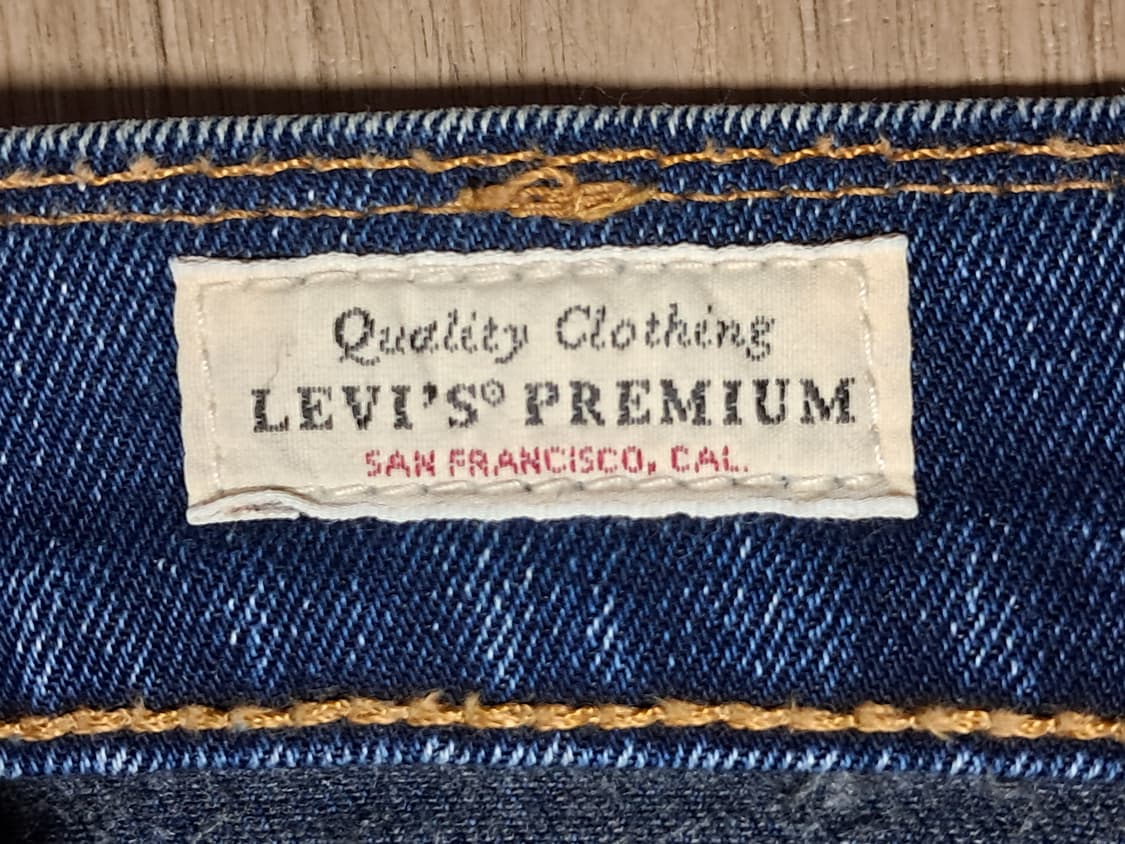 Quality Clothing
LEVI'S® PREMIUM
SAN FRANCISCO, CAL.